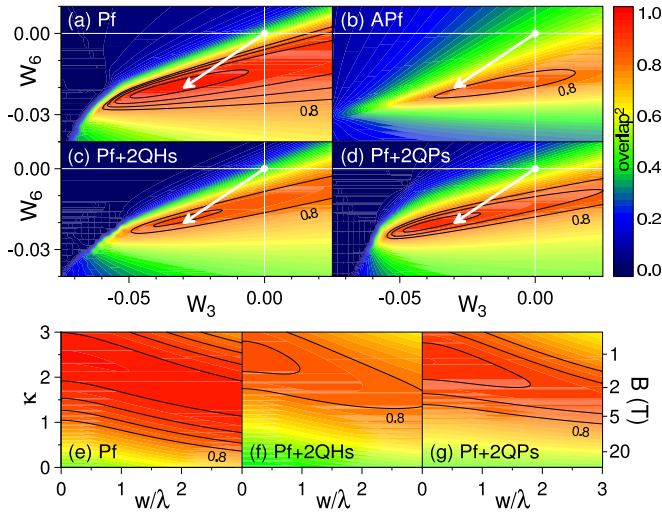 (a) Pf
(b) APf
1.0
0.8
0.6
0.4
0.2
0.0
overlap²
0.00
-0.03
W₆
0.8
0.8
(c) Pf+2QHs
(d) Pf+2QPs
0.00
-0.03
W₆
0.8
0.8
-0.05
0.00
-0.05
0.00
W₃
W₃
3
2
1
0
κ
(e) Pf
0.8
(f) Pf+2QHs
0.8
(g) Pf+2QPs
0.8
1
2
5
20
B (T)
0
1
2
0
1
2
0
1
2
3
w/λ
w/λ
w/λ